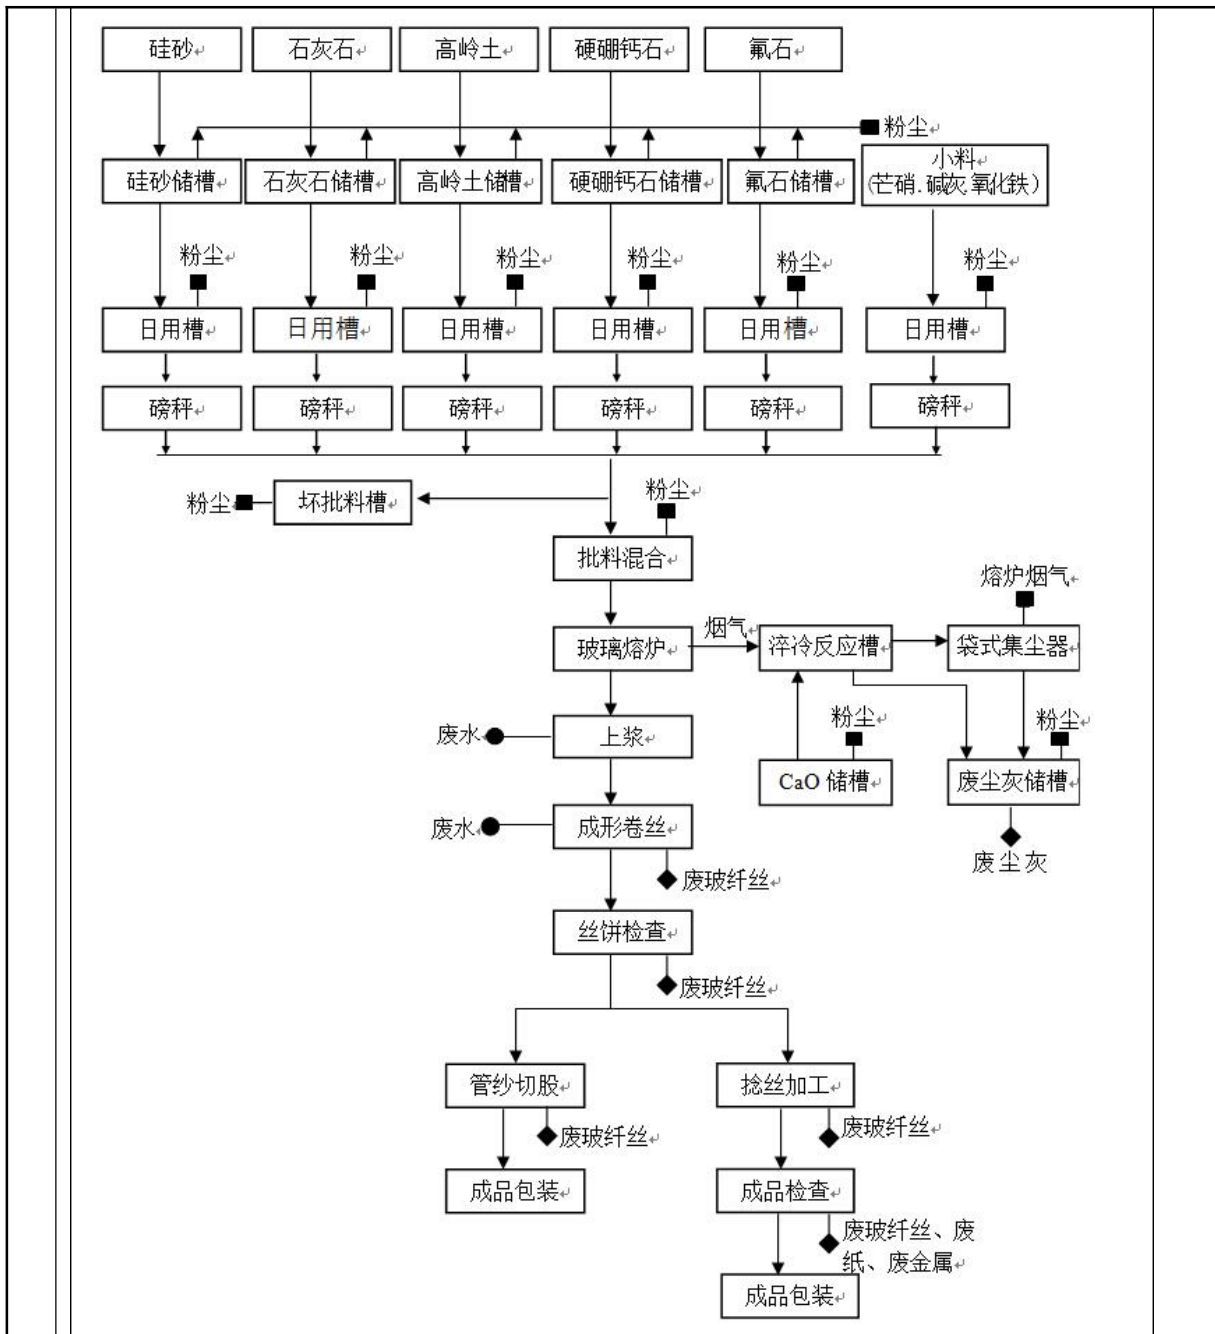 硅砂
石灰石
高岭土
硬硼钙石
氟石
粉尘
硅砂储槽
石灰石储槽
高岭土储槽
硬硼钙石储槽
氟石储槽
小料
(芒硝.碱灰.氧化鉄)
粉尘
粉尘
粉尘
粉尘
粉尘
粉尘
日用槽
日用槽
日用槽
日用槽
日用槽
日用槽
磅秤
磅秤
磅秤
磅秤
磅秤
磅秤
粉尘
坏批料槽
粉尘
批料混合
熔炉烟气
玻璃熔炉
烟气
淬冷反应槽
袋式集尘器
废水
上浆
粉尘
粉尘
CaO 储槽
废尘灰储槽
废水
成形卷丝
废尘灰
废玻纤丝
丝饼检查
废玻纤丝
管纱切股
捻丝加工
废玻纤丝
废玻纤丝
成品包装
成品检查
废玻纤丝、废
纸、废金属
成品包装